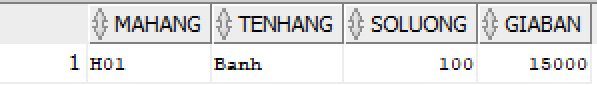 MAHANG TENHANG SOLUONG GIABAN
1 H01 Banh 100 15000